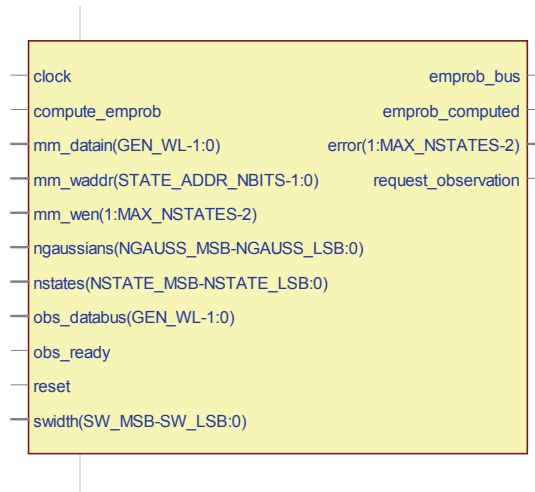 clock emprob_bus
compute_emprob emprob_computed
mm_datain(GEN_WL-1:0) error(1:MAX_NSTATES-2)
mm_waddr(STATE_ADDR_NBITS-1:0) request_observation
mm_wen(1:MAX_NSTATES-2)
ngaussians(NGAUSS_MSB-NGAUSS_LSB:0)
nstates(NSTATE_MSB-NSTATE_LSB:0)
obs_databus(GEN_WL-1:0)
obs_ready
reset
swidth(SW_MSB-SW_LSB:0)